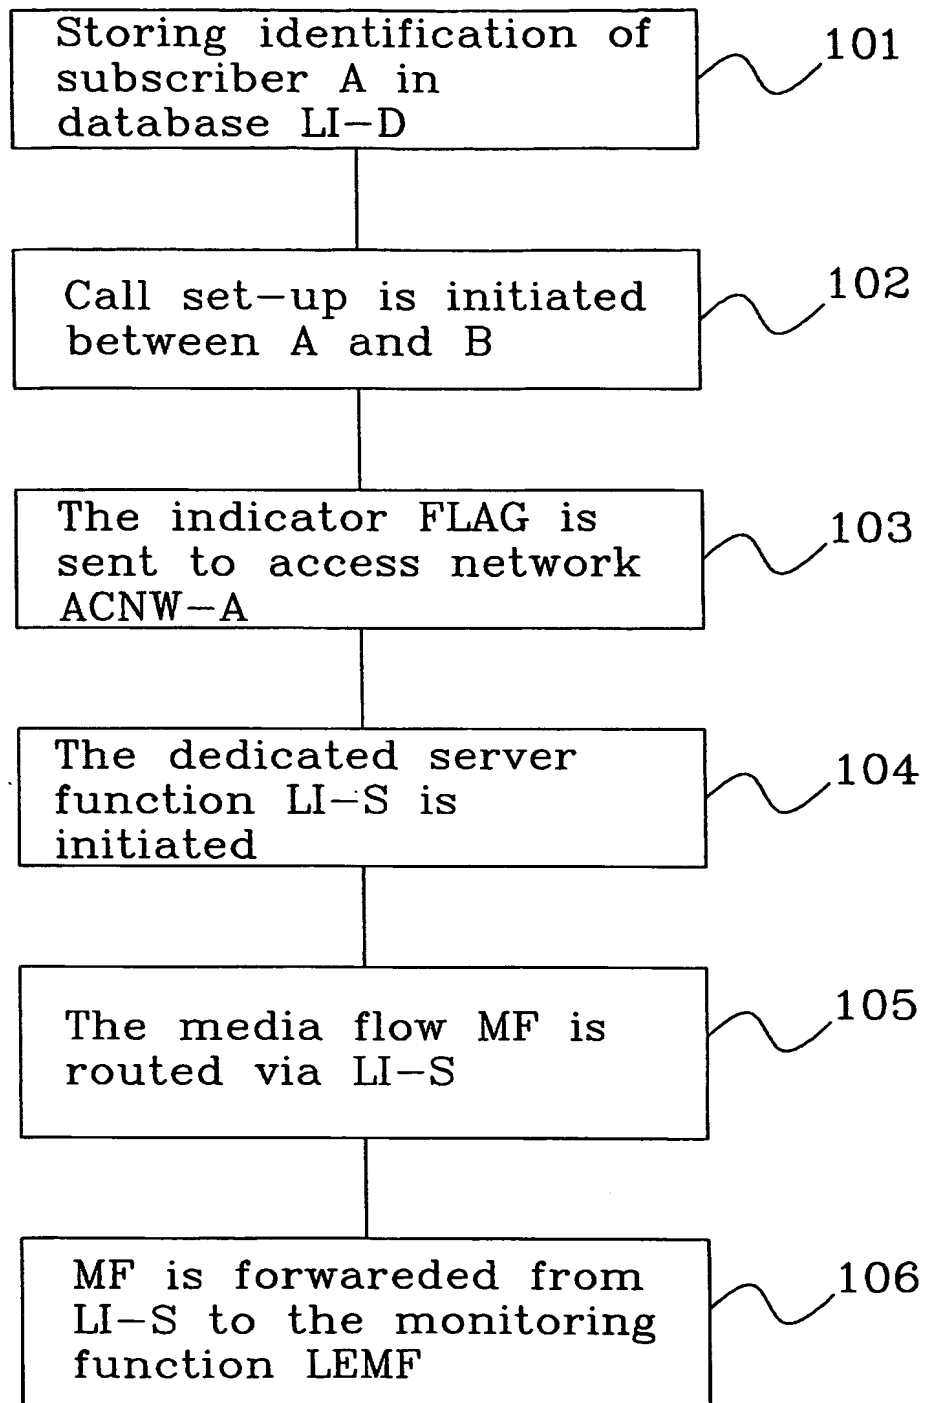 Storing identification of
subscriber A in
database LI-D
101
Call set-up is initiated
between A and B
102
The indicator FLAG is
sent to access network
ACNW-A
103
The dedicated server
function LI-S is
initiated
104
The media flow MF is
routed via LI-S
105
MF is forwareded from
LI-S to the monitoring
function LEMF
106